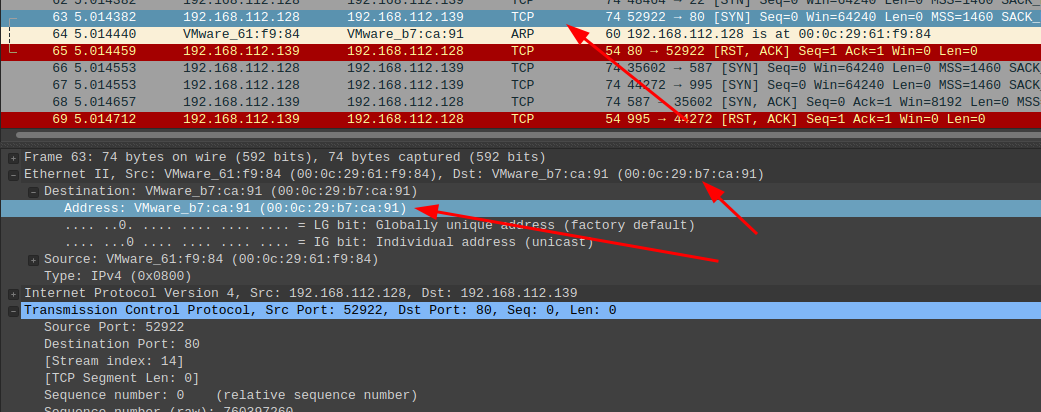 62 5.014382 192.168.112.128 192.168.112.139 TCP 74 48464 → 22 [SYN] Seq=0 Win=64240 Len=0 MSS=1460 SACK_
63 5.014382 192.168.112.128 192.168.112.139 TCP 74 52922 → 80 [SYN] Seq=0 Win=64240 Len=0 MSS=1460 SACK_
64 5.014440 VMware_61:f9:84 VMware_b7:ca:91 ARP 60 192.168.112.128 is at 00:0c:29:61:f9:84
65 5.014459 192.168.112.139 192.168.112.128 TCP 54 80 → 52922 [RST, ACK] Seq=1 Ack=1 Win=0 Len=0
66 5.014553 192.168.112.128 192.168.112.139 TCP 74 35602 → 587 [SYN] Seq=0 Win=64240 Len=0 MSS=1460 SACK_
67 5.014553 192.168.112.128 192.168.112.139 TCP 74 44272 → 995 [SYN] Seq=0 Win=64240 Len=0 MSS=1460 SACK_
68 5.014657 192.168.112.139 192.168.112.128 TCP 74 587 → 35602 [SYN, ACK] Seq=0 Ack=1 Win=8192 Len=0 MSS
69 5.014712 192.168.112.139 192.168.112.128 TCP 54 995 → 44272 [RST, ACK] Seq=1 Ack=1 Win=0 Len=0
Frame 63: 74 bytes on wire (592 bits), 74 bytes captured (592 bits)
Ethernet II, Src: VMware_61:f9:84 (00:0c:29:61:f9:84), Dst: VMware_b7:ca:91 (00:0c:29:b7:ca:91)
Destination: VMware_b7:ca:91 (00:0c:29:b7:ca:91)
Address: VMware_b7:ca:91 (00:0c:29:b7:ca:91)
.... ..0. .... .... .... .... = LG bit: Globally unique address (factory default)
.... ...0 .... .... .... .... = IG bit: Individual address (unicast)
Source: VMware_61:f9:84 (00:0c:29:61:f9:84)
Type: IPv4 (0x0800)
Internet Protocol Version 4, Src: 192.168.112.128, Dst: 192.168.112.139
Transmission Control Protocol, Src Port: 52922, Dst Port: 80, Seq: 0, Len: 0
Source Port: 52922
Destination Port: 80
[Stream index: 14]
[TCP Segment Len: 0]
Sequence number: 0 (relative sequence number)
Sequence number (raw): 760397260